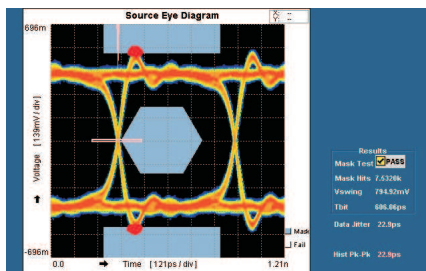 Source Eye Diagram
696m
Voltage [139mV / div]
-696m
0.0
Time [121ps / div]
1.21n
Mask
Fail
Results
Mask Test PASS
Mask Hits 7.5320k
Vswing 794.92mV
Tbit 606.06ps
Data Jitter 22.9ps
Hist Pk-Pk 22.9ps